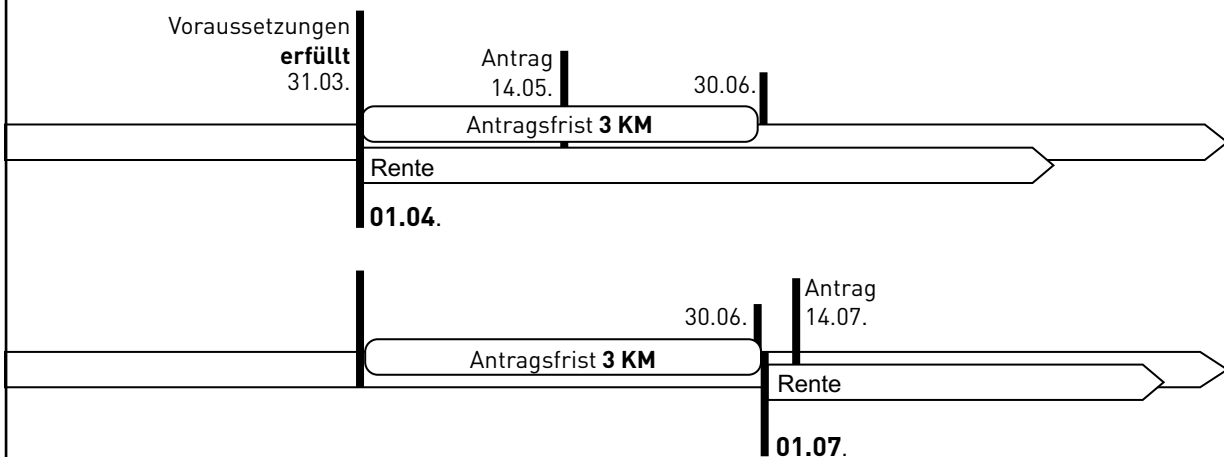 Voraussetzungen
erfüllt
31.03.
Antrag
14.05.
30.06.
Antragsfrist 3 KM
Rente
01.04.
30.06.
Antrag
14.07.
Antragsfrist 3 KM
Rente
01.07.